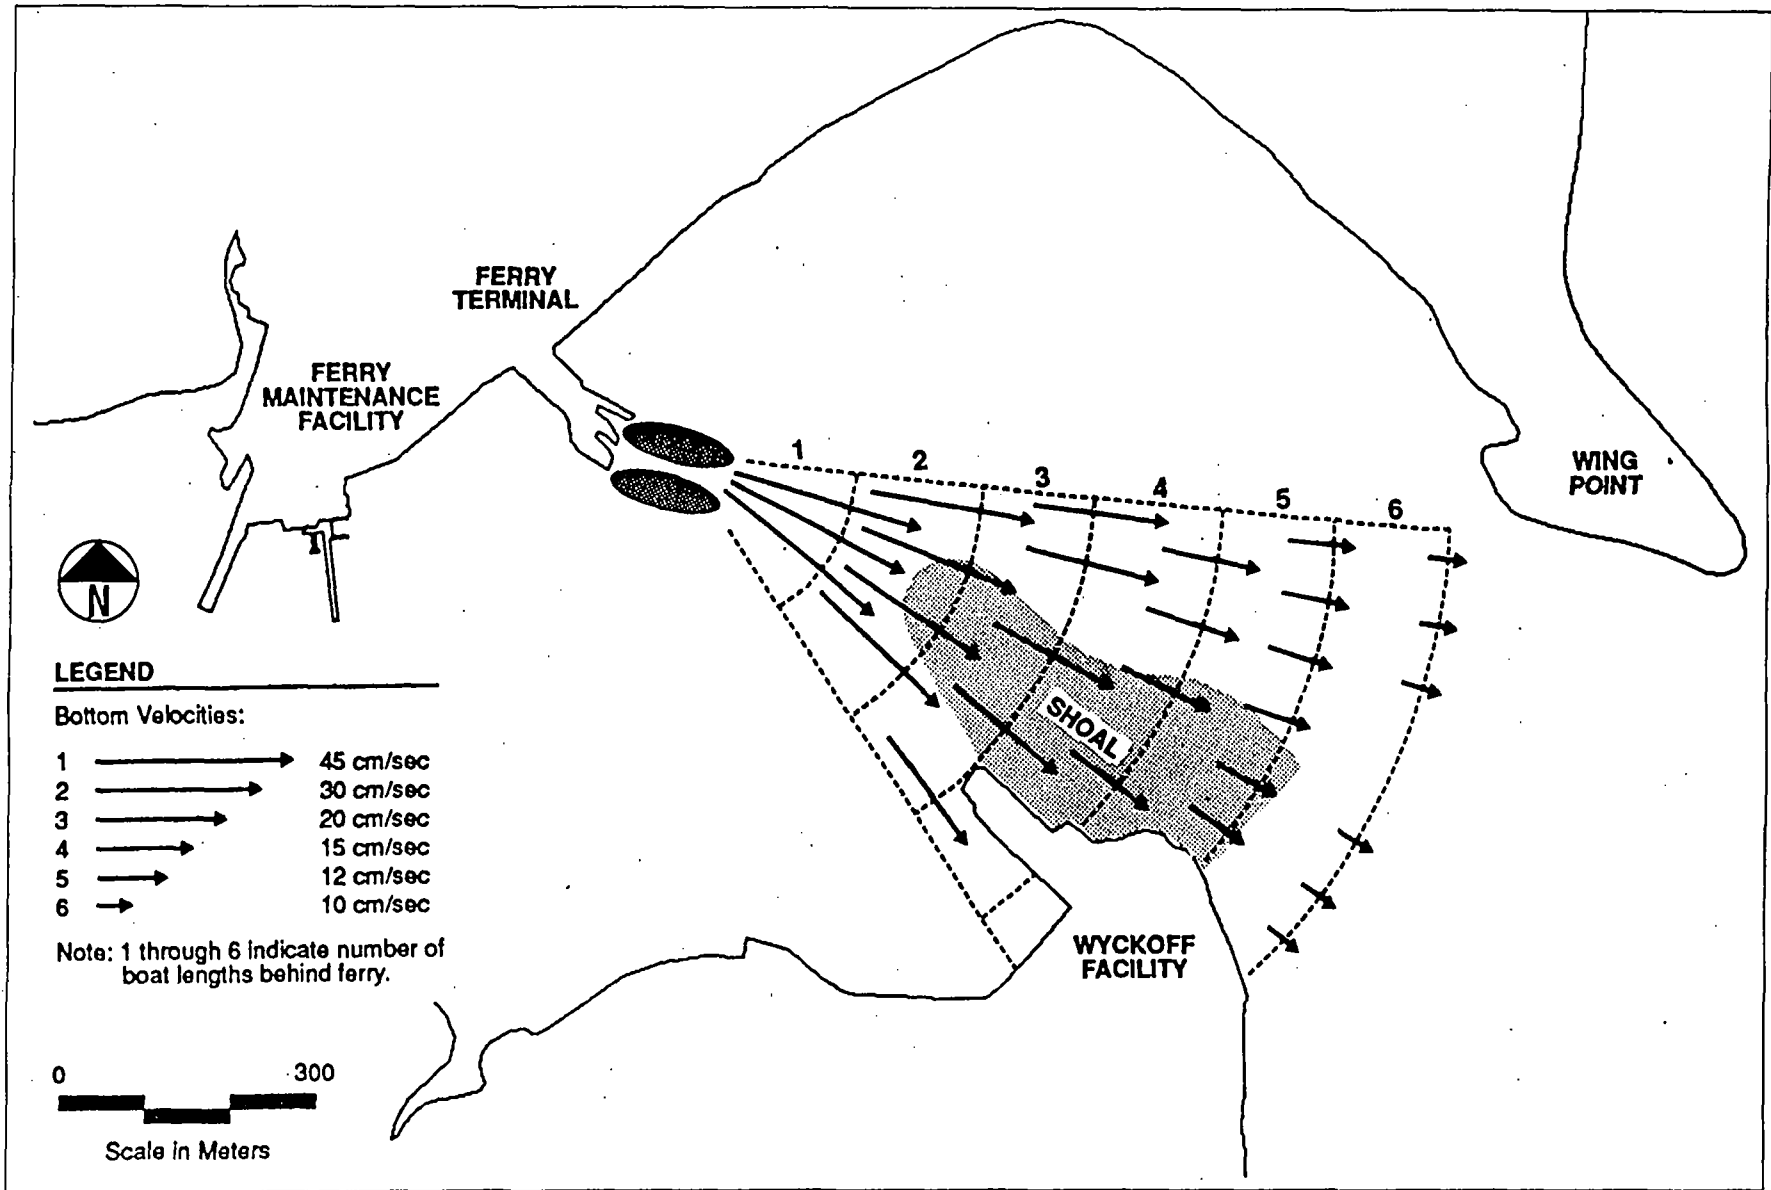 FERRY
TERMINAL
FERRY
MAINTENANCE
FACILITY
1
2
3
4
5
6
WING
POINT
N
SHOAL
WYCKOFF
FACILITY
LEGEND
Bottom Velocities:
1 45 cm/sec
2 30 cm/sec
3 20 cm/sec
4 15 cm/sec
5 12 cm/sec
6 10 cm/sec
Note: 1 through 6 indicate number of
boat lengths behind ferry.
0 300
Scale in Meters